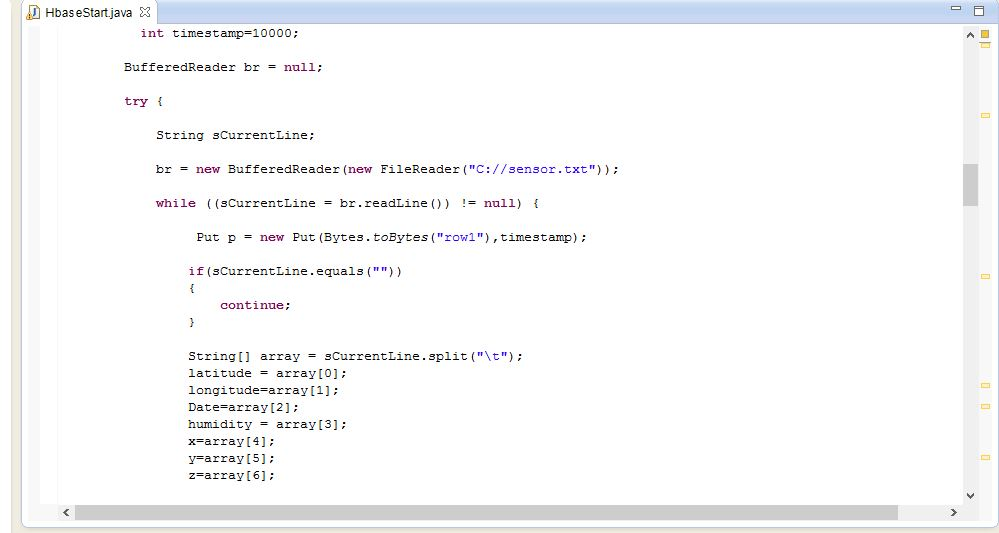 HbaseStart.java
int timestamp=10000;
BufferedReader br = null;
try {
String sCurrentLine;
br = new BufferedReader(new FileReader("C://sensor.txt"));
while ((sCurrentLine = br.readLine()) != null) {
Put p = new Put(Bytes.toBytes("row1"),timestamp);
if(sCurrentLine.equals(""))
{
continue;
}
String[] array = sCurrentLine.split("\t");
latitude = array[0];
longitude=array[1];
Date=array[2];
humidity = array[3];
x=array[4];
y=array[5];
z=array[6];